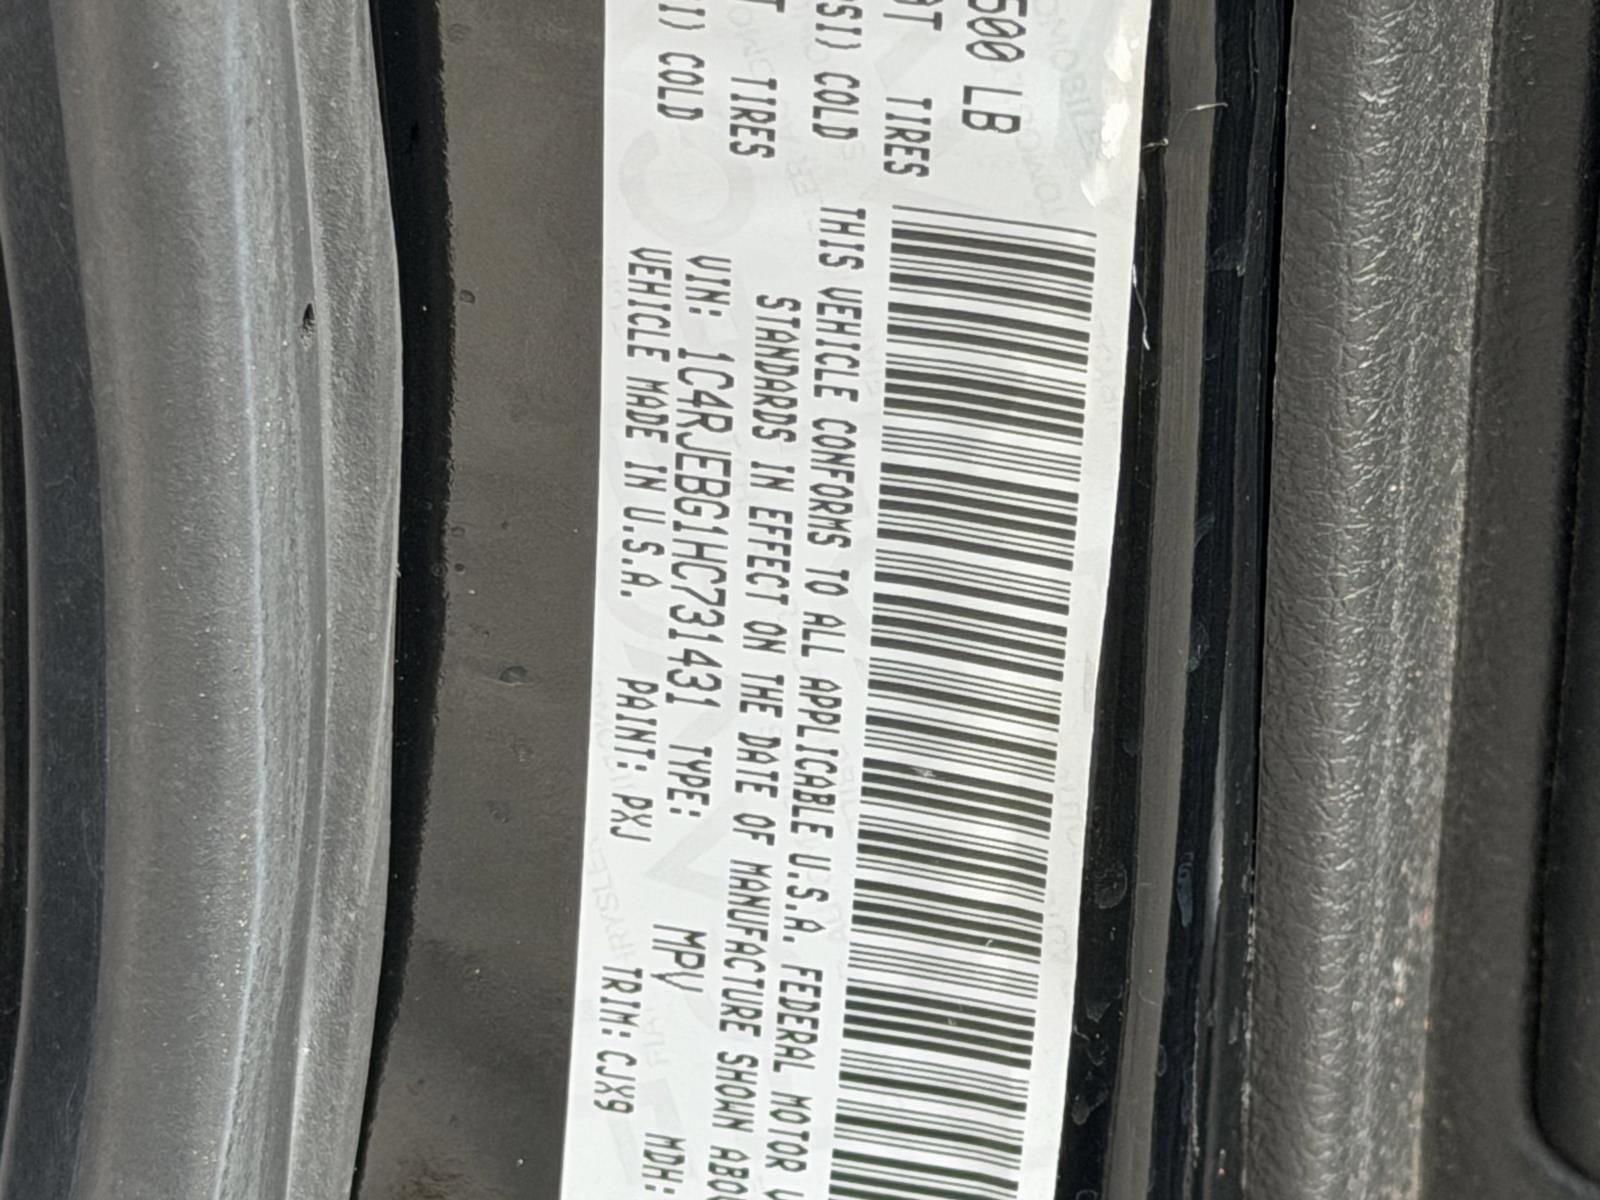 500 LB
TIRES
SI) COLD
T TIRES
I) COLD
THIS VEHICLE CONFORMS TO ALL APPLICABLE U.S.A. FEDERAL MOTOR V
STANDARDS IN EFFECT ON THE DATE OF MANUFACTURE SHOWN ABOV
VIN: 1C4RJEBG1HC731431 TYPE: MPV MDH:
VEHICLE MADE IN U.S.A. PAINT: PXJ TRIM: CJX9